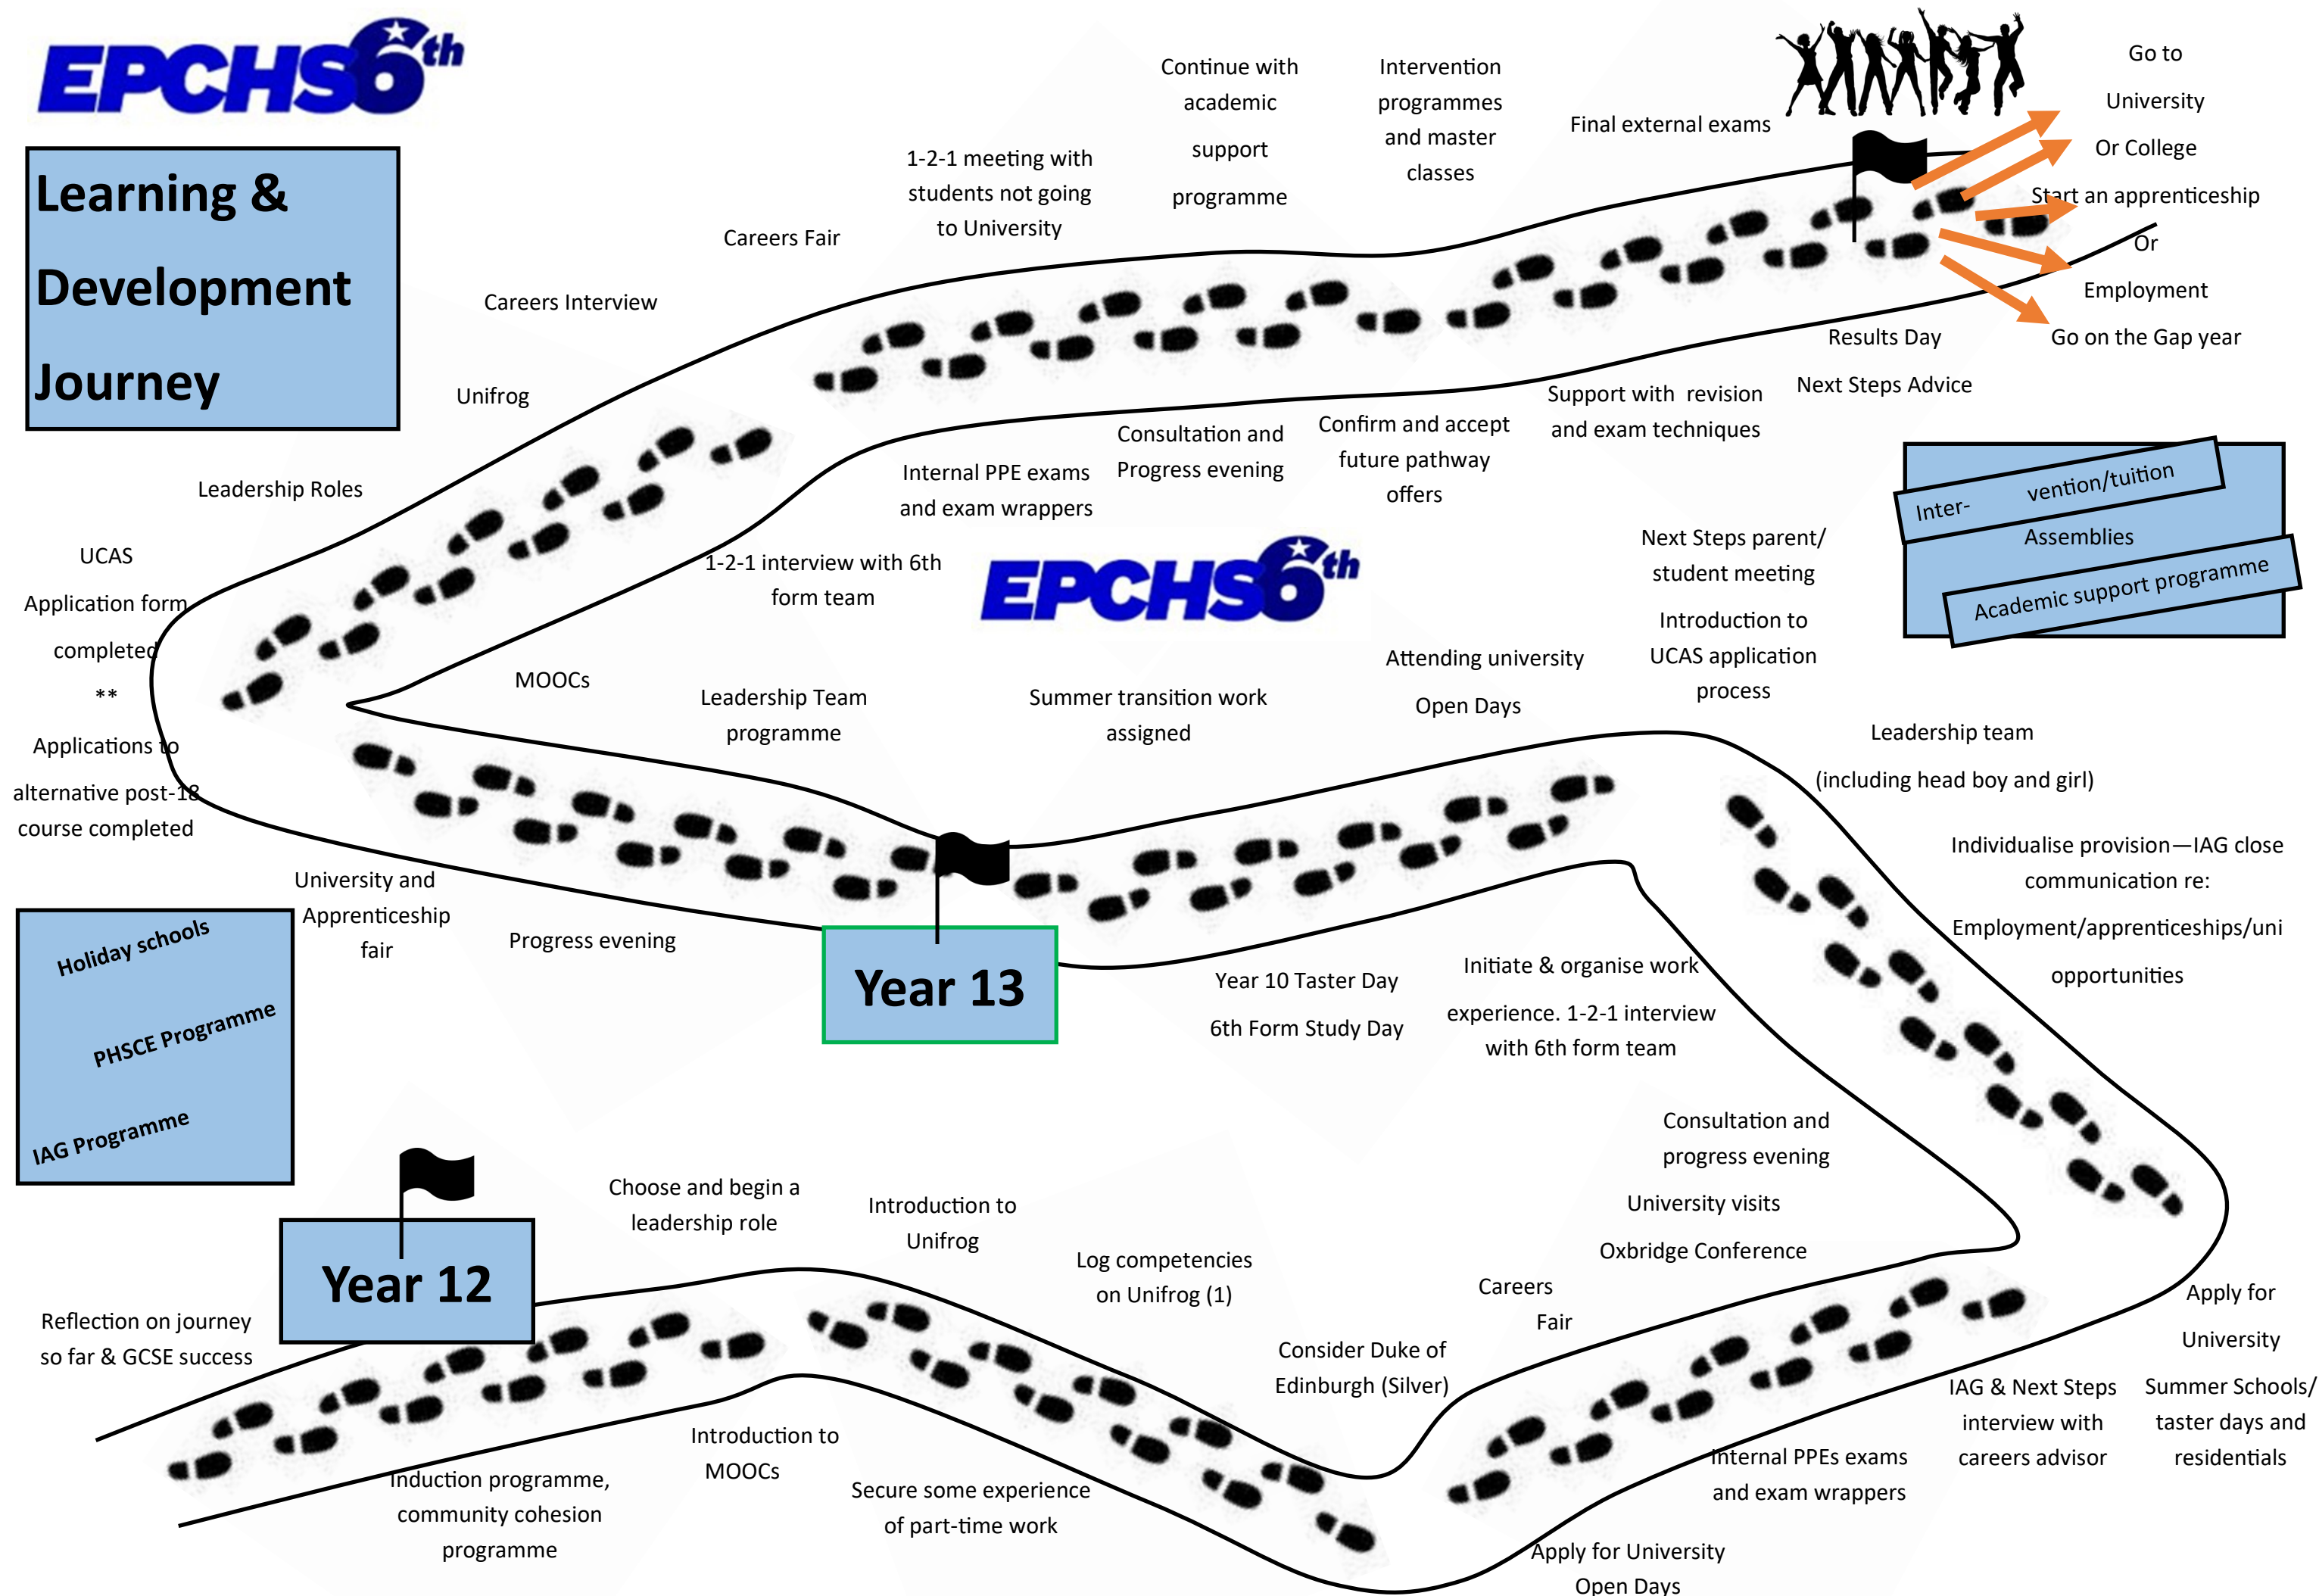 EPCHS6th
Learning &
Development
Journey
Continue with
academic
support
programme
Intervention
programmes
and master
classes
Final external exams
Go to
University
Or College
Start an apprenticeship
Or
Employment
Go on the Gap year
1-2-1 meeting with
students not going
to University
Careers Fair
Careers Interview
Unifrog
Leadership Roles
UCAS
Application form
completed
**
Applications to
alternative post-18
course completed
Results Day
Next Steps Advice
Support with revision
and exam techniques
Confirm and accept
future pathway
offers
Consultation and
Progress evening
Internal PPE exams
and exam wrappers
1-2-1 interview with 6th
form team
EPCHS6th
Inter- vention/tuition
Assemblies
Academic support programme
Next Steps parent/
student meeting
Introduction to
UCAS application
process
Attending university
Open Days
Summer transition work
assigned
Leadership Team
programme
MOOCs
Leadership team
(including head boy and girl)
Individualise provision—IAG close
communication re:
Employment/apprenticeships/uni
opportunities
University and
Apprenticeship
fair
Progress evening
Year 13
Year 10 Taster Day
6th Form Study Day
Initiate & organise work
experience. 1-2-1 interview
with 6th form team
Holiday schools
PHSCE Programme
IAG Programme
Consultation and
progress evening
University visits
Oxbridge Conference
Careers
Fair
Year 12
Choose and begin a
leadership role
Introduction to
Unifrog
Log competencies
on Unifrog (1)
Consider Duke of
Edinburgh (Silver)
Reflection on journey
so far & GCSE success
Induction programme,
community cohesion
programme
Introduction to
MOOCs
Secure some experience
of part-time work
Apply for University
Open Days
Internal PPEs exams
and exam wrappers
IAG & Next Steps
interview with
careers advisor
Apply for
University
Summer Schools/
taster days and
residentials